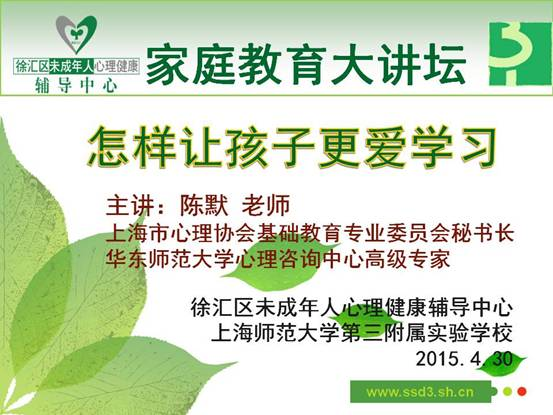 徐汇区未成年人心理健康
辅导中心
家庭教育大讲坛
怎样让孩子更爱学习
主讲：陈默 老师
上海市心理协会基础教育专业委员会秘书长
华东师范大学心理咨询中心高级专家
徐汇区未成年人心理健康辅导中心
上海师范大学第三附属实验学校
2015.4.30
www.ssd3.sh.cn